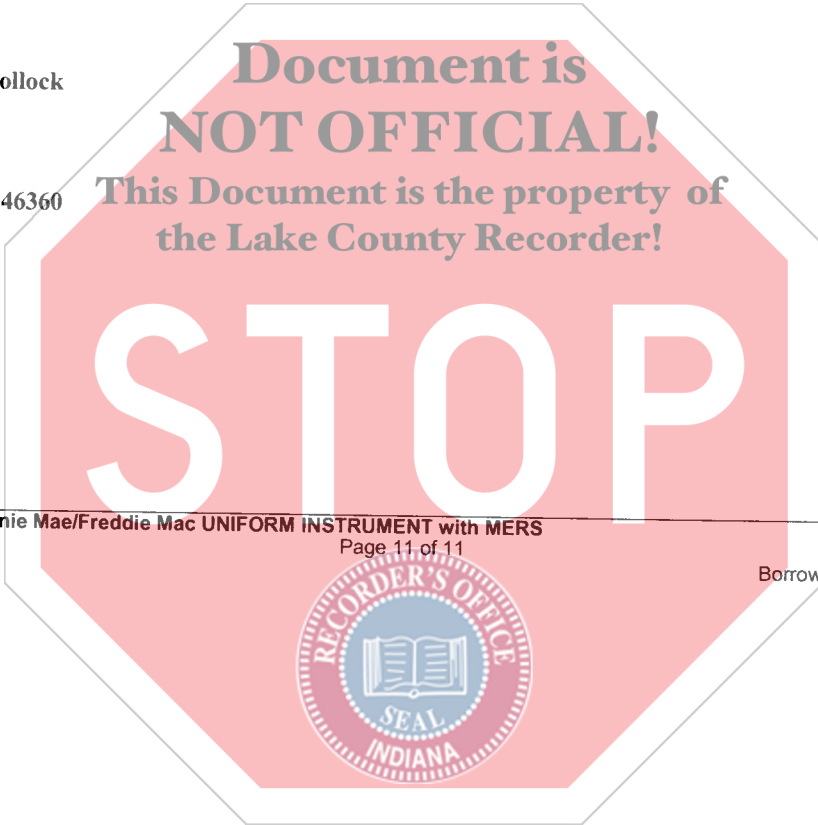 Document is
ollock
NOT OFFICIAL!
46360
This Document is the property of
the Lake County Recorder!
STOP
nie Mae/Freddie Mac UNIFORM INSTRUMENT with MERS
Page 11 of 11
Borrow
RECORDER'S OFFICE
SEAL
INDIANA